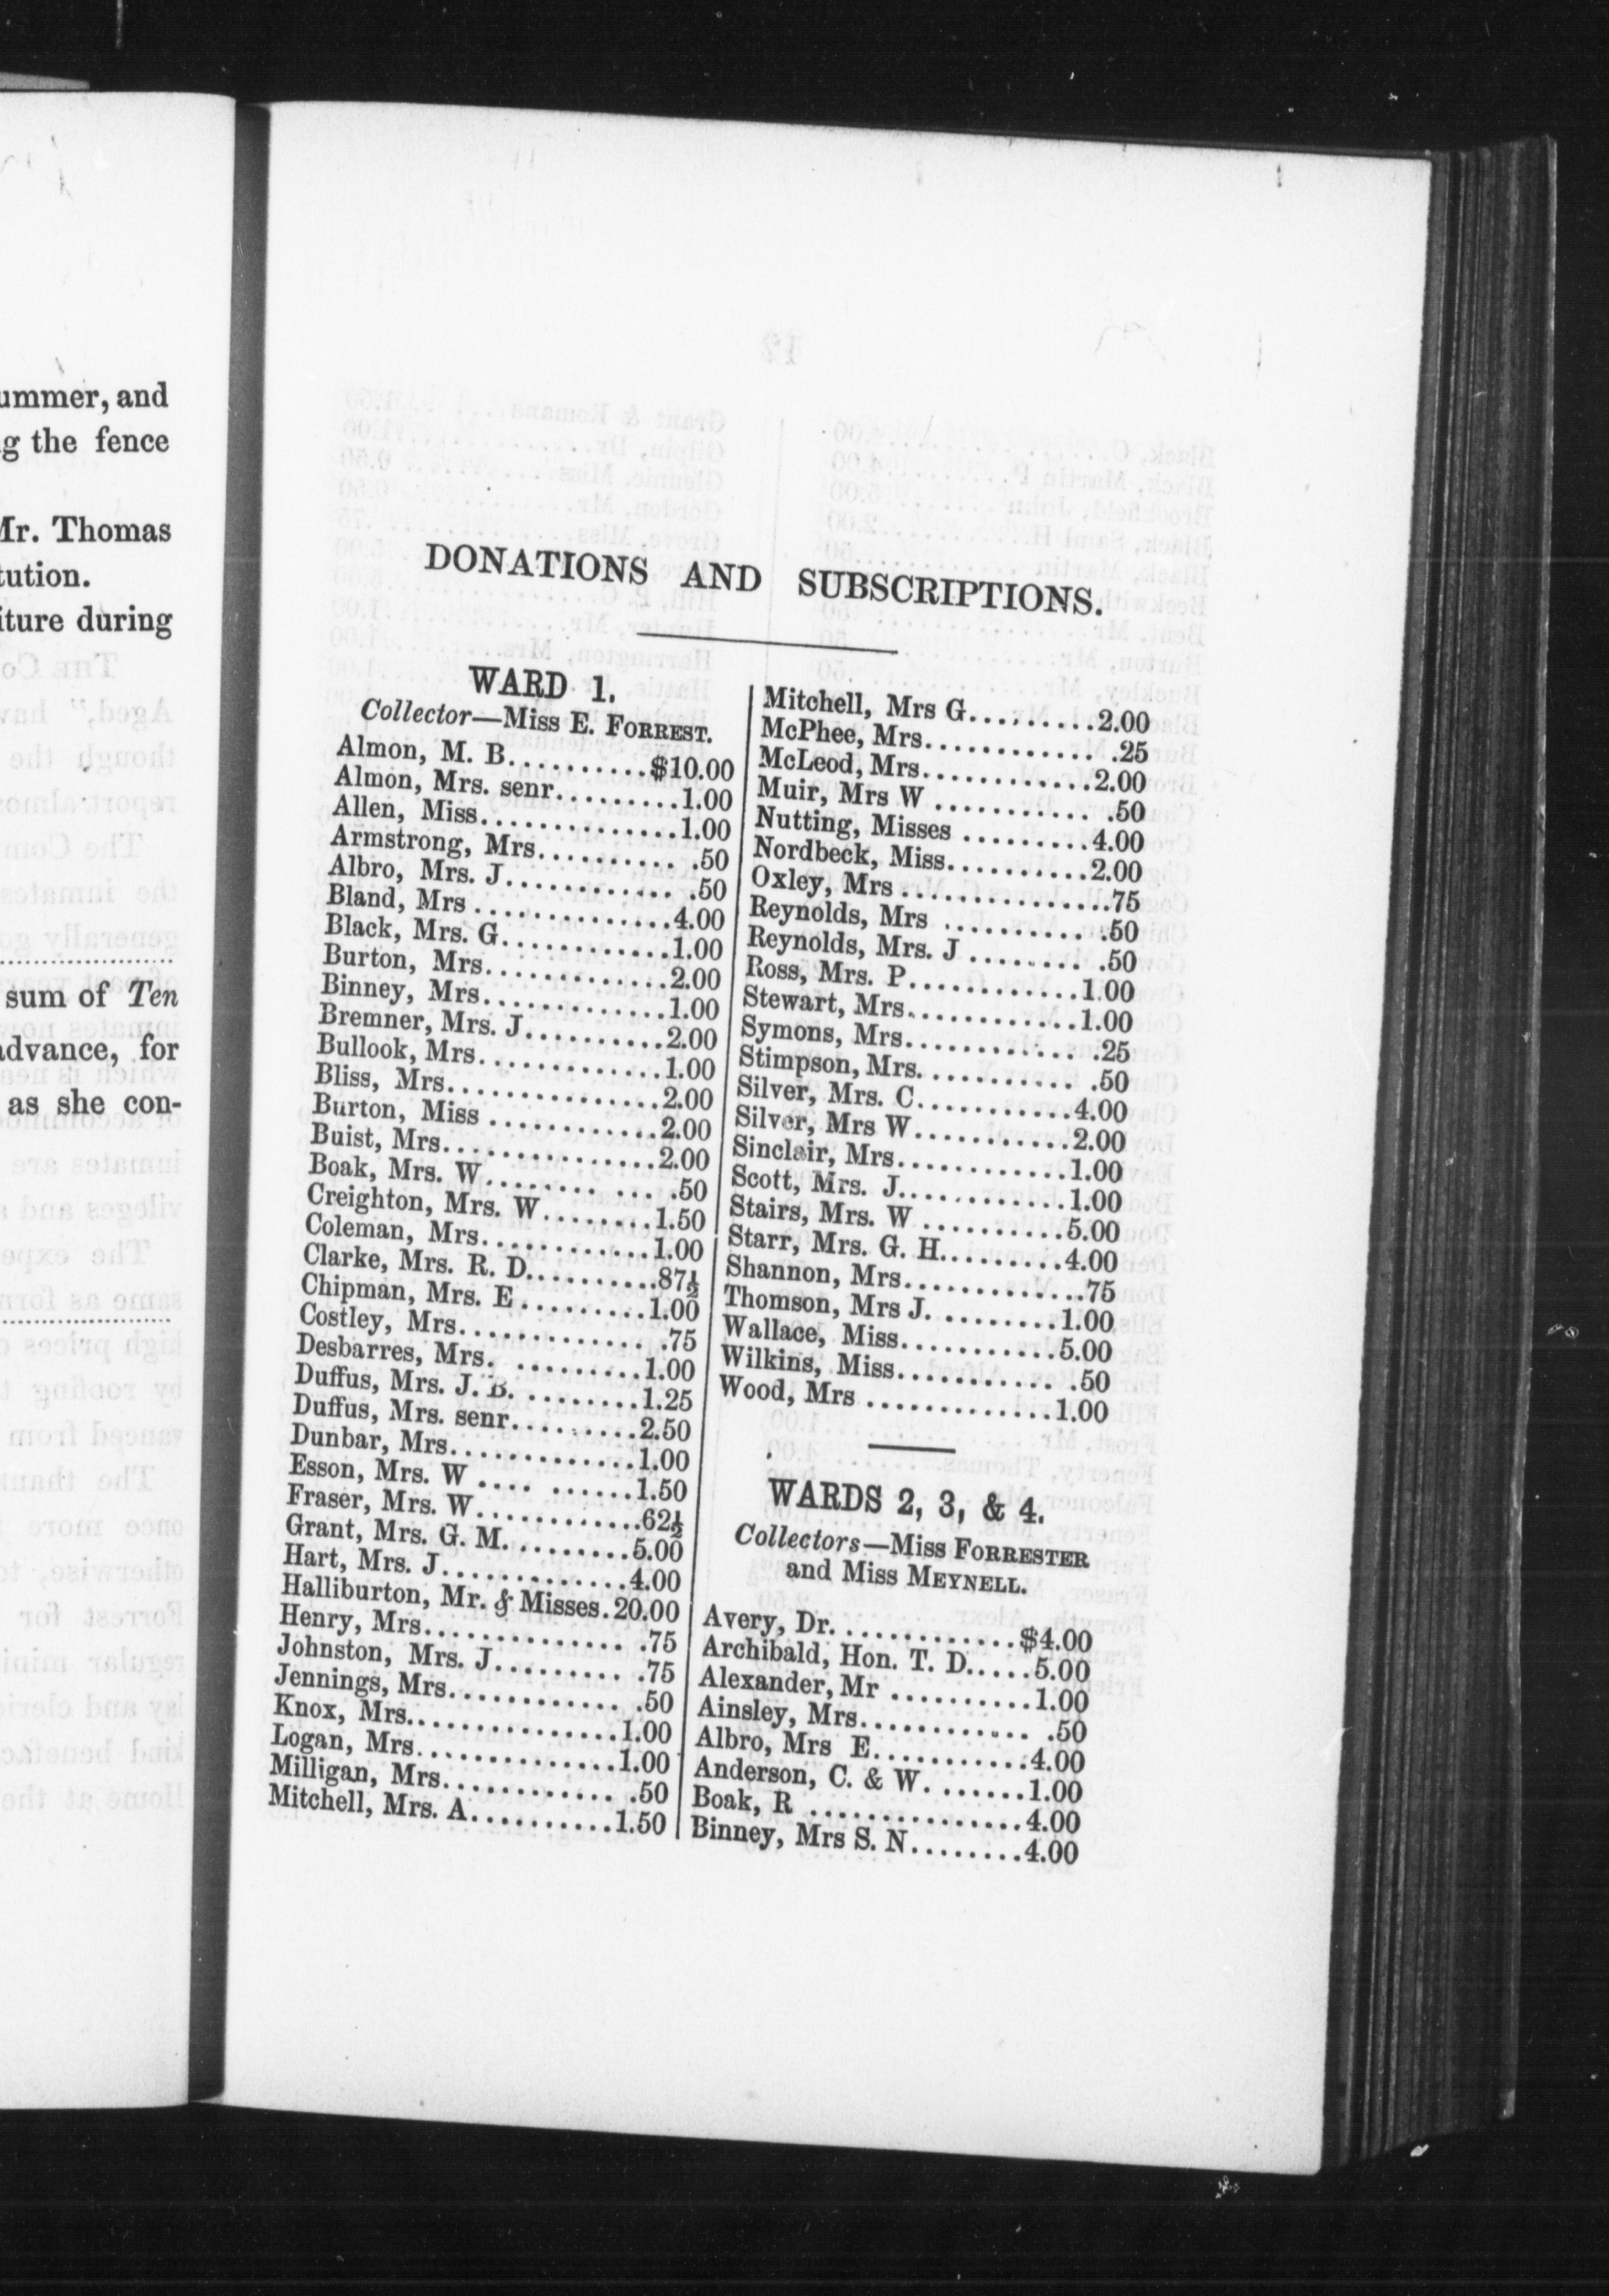 ummer, and
g the fence
Mr. Thomas
tution.
iture during
sum of Ten
advance, for
as she con-
DONATIONS AND SUBSCRIPTIONS.
WARD 1.
Collector—Miss E. FORREST.
Almon, M. B..........$10.00
Almon, Mrs. senr.........1.00
Allen, Miss..............1.00
Armstrong, Mrs.......... .50
Albro, Mrs. J............ .50
Bland, Mrs ..............4.00
Black, Mrs. G............1.00
Burton, Mrs.............2.00
Binney, Mrs.............1.00
Bremner, Mrs. J..........2.00
Bullook, Mrs.............1.00
Bliss, Mrs...............2.00
Burton, Miss ............2.00
Buist, Mrs...............2.00
Boak, Mrs. W........ ... .50
Creighton, Mrs. W........1.50
Coleman, Mrs............1.00
Clarke, Mrs. R. D..........87½
Chipman, Mrs. E .........1.00
Costley, Mrs............. .75
Desbarres, Mrs. .........1.00
Duffus, Mrs. J. B. ........1.25
Duffus, Mrs. senr.........2.50
Dunbar, Mrs.............1.00
Esson, Mrs. W .... ......1.50
Fraser, Mrs. W............62½
Grant, Mrs. G. M. ........5.00
Hart, Mrs. J.............4.00
Halliburton, Mr. & Misses.20.00
Henry, Mrs.............. .75
Johnston, Mrs. J......... .75
Jennings, Mrs............ .50
Knox, Mrs...............1.00
Logan, Mrs..............1.00
Milligan, Mrs............ .50
Mitchell, Mrs. A..........1.50
Mitchell, Mrs G.........2.00
McPhee, Mrs............ .25
McLeod, Mrs............2.00
Muir, Mrs W .......... .50
Nutting, Misses .........4.00
Nordbeck, Miss..........2.00
Oxley, Mrs ...............75
Reynolds, Mrs .......... .50
Reynolds, Mrs. J ........ .50
Ross, Mrs. P............1.00
Stewart, Mrs............1.00
Symons, Mrs............ .25
Stimpson, Mrs. .......... .50
Silver, Mrs. C...........4.00
Silver, Mrs W...........2.00
Sinclair, Mrs............1.00
Scott, Mrs. J............1.00
Stairs, Mrs. W ..........5.00
Starr, Mrs. G. H.........4.00
Shannon, Mrs.............75
Thomson, Mrs J. .........1.00
Wallace, Miss...........5.00
Wilkins, Miss........... .50
Wood, Mrs .............1.00
WARDS 2, 3, & 4.
Collectors—Miss FORRESTER
and Miss MEYNELL.
Avery, Dr. .............$4.00
Archibald, Hon. T. D.....5.00
Alexander, Mr ..........1.00
Ainsley, Mrs............ .50
Albro, Mrs E...........4.00
Anderson, C. & W. .......1.00
Boak, R ...............4.00
Binney, Mrs S. N........4.00